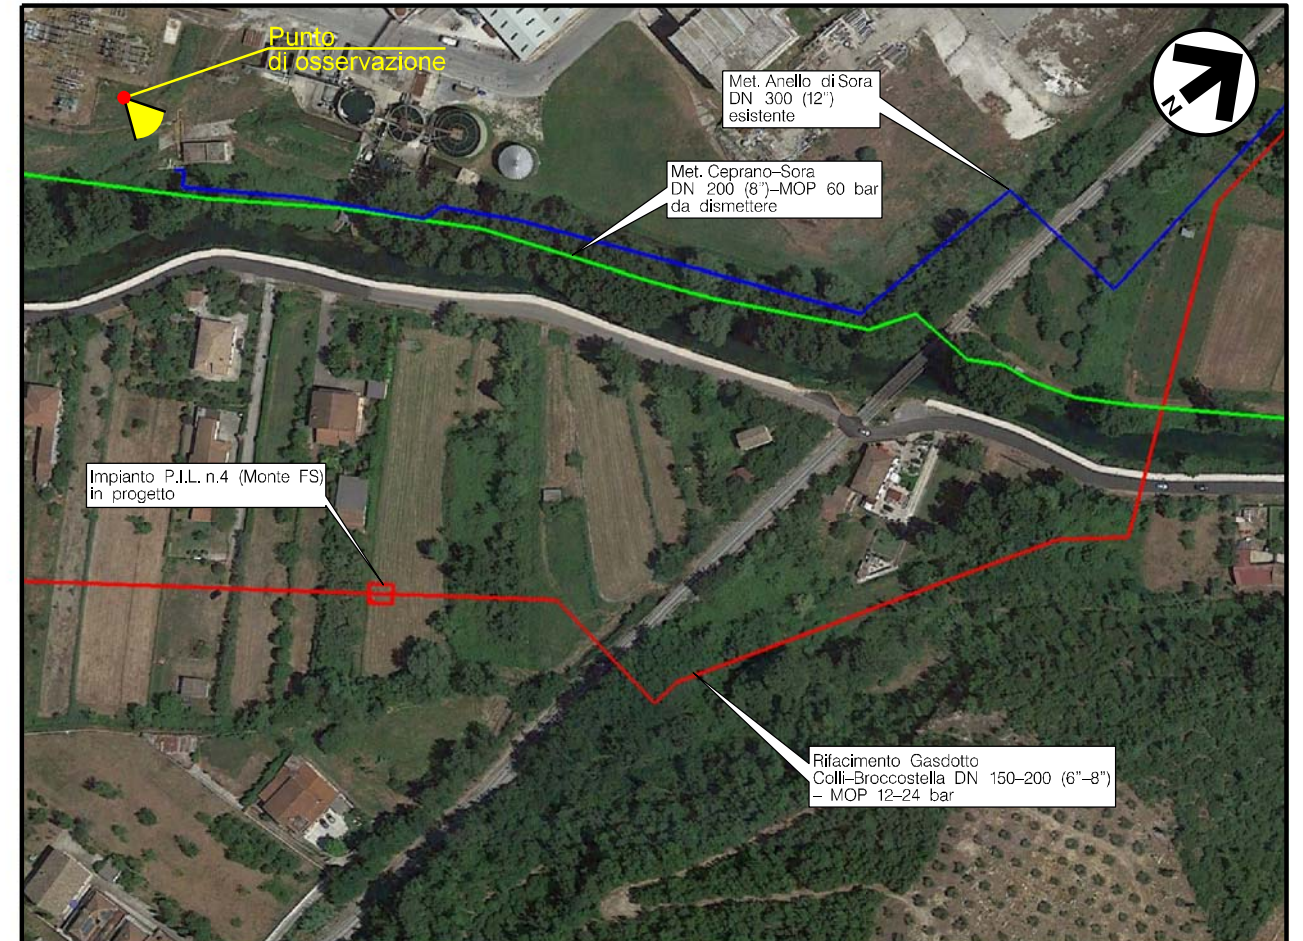 Punto
di osservazione
Met. Anello di Sora
DN 300 (12")
esistente
N
Met. Ceprano–Sora
DN 200 (8")–MOP 60 bar
da dismettere
Impianto P.I.L. n.4 (Monte FS)
in progetto
Rifacimento Gasdotto
Colli–Broccostella DN 150–200 (6"–8")
– MOP 12–24 bar